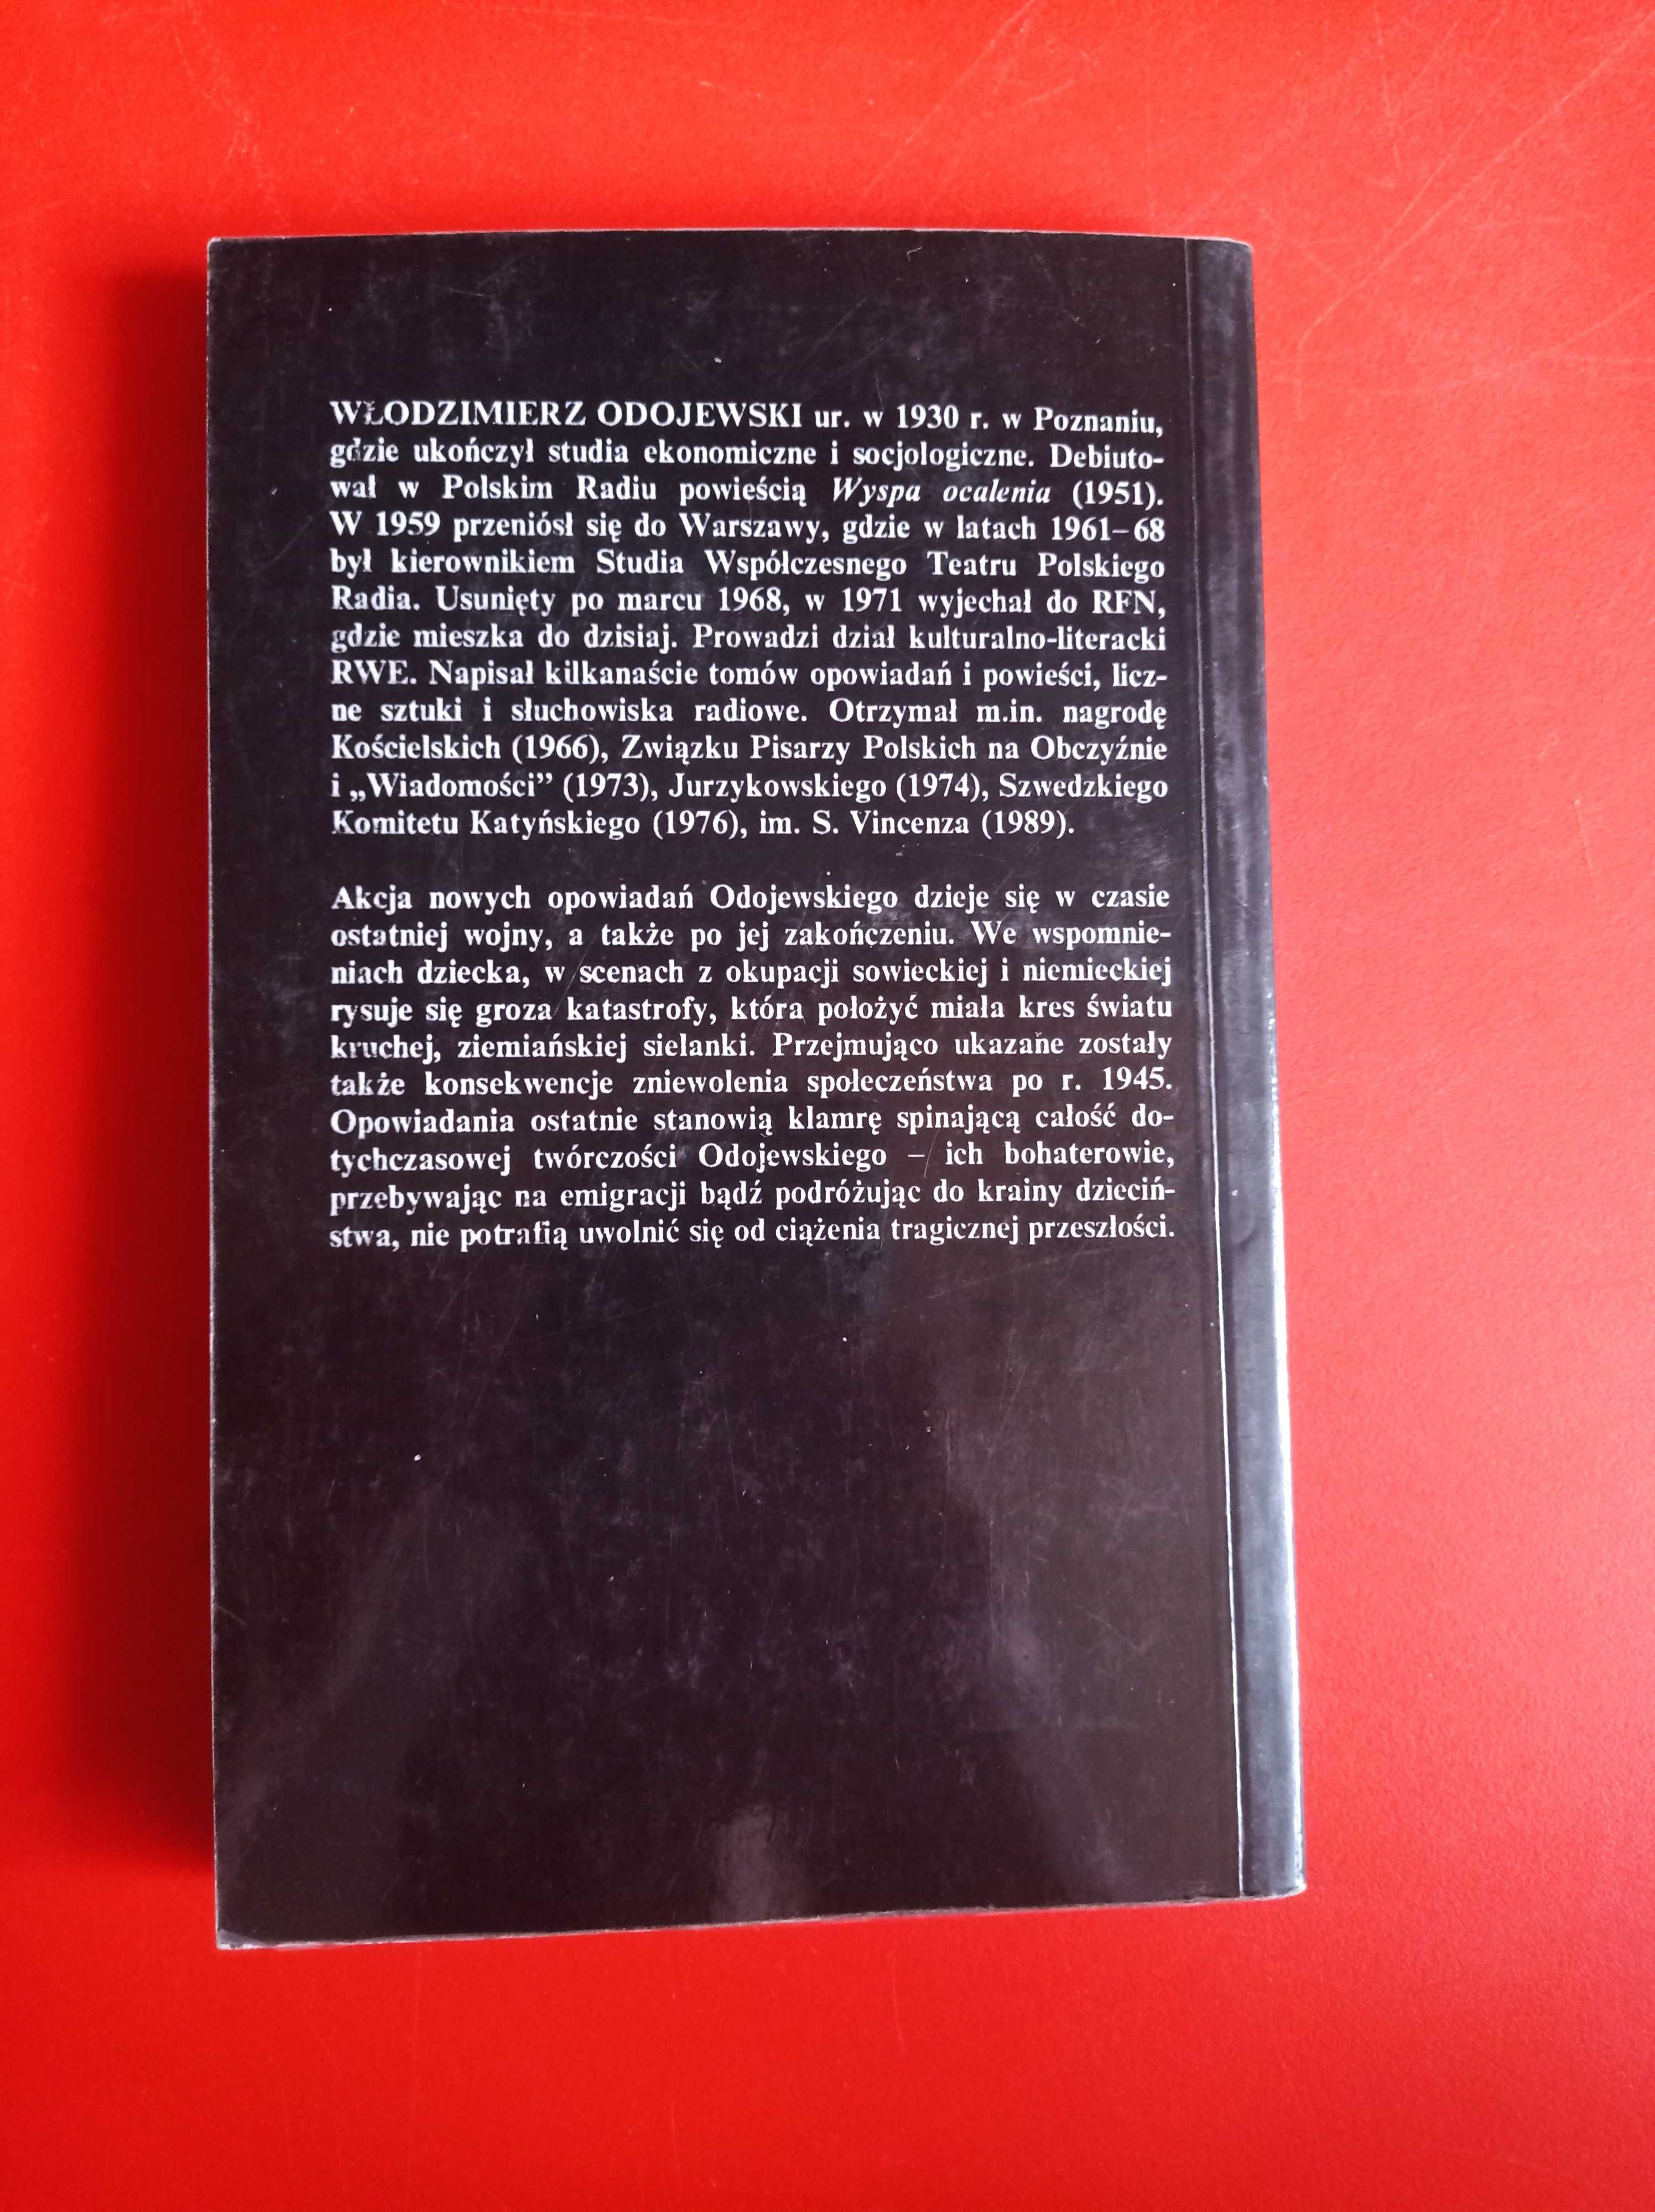 WŁODZIMIERZ ODOJEWSKI ur. w 1930 r. w Poznaniu,
gdzie ukończył studia ekonomiczne i socjologiczne. Debiuto-
wał w Polskim Radiu powieścią Wyspa ocalenia (1951).
W 1959 przeniósł się do Warszawy, gdzie w latach 1961–68
był kierownikiem Studia Współczesnego Teatru Polskiego
Radia. Usunięty po marcu 1968, w 1971 wyjechał do RFN,
gdzie mieszka do dzisiaj. Prowadzi dział kulturalno-literacki
RWE. Napisał kilkanaście tomów opowiadań i powieści, licz-
ne sztuki i słuchowiska radiowe. Otrzymał m.in. nagrodę
Kościelskich (1966), Związku Pisarzy Polskich na Obczyźnie
i „Wiadomości” (1973), Jurzykowskiego (1974), Szwedzkiego
Komitetu Katyńskiego (1976), im. S. Vincenza (1989).
Akcja nowych opowiadań Odojewskiego dzieje się w czasie
ostatniej wojny, a także po jej zakończeniu. We wspomnie-
niach dziecka, w scenach z okupacji sowieckiej i niemieckiej
rysuje się groza katastrofy, która położyć miała kres światu
kruchej, ziemiańskiej sielanki. Przejmująco ukazane zostały
także konsekwencje zniewolenia społeczeństwa po r. 1945.
Opowiadania ostatnie stanowią klamrę spinającą całość do-
tychczasowej twórczości Odojewskiego – ich bohaterowie,
przebywając na emigracji bądź podróżując do krainy dzieciń-
stwa, nie potrafią uwolnić się od ciążenia tragicznej przeszłości.